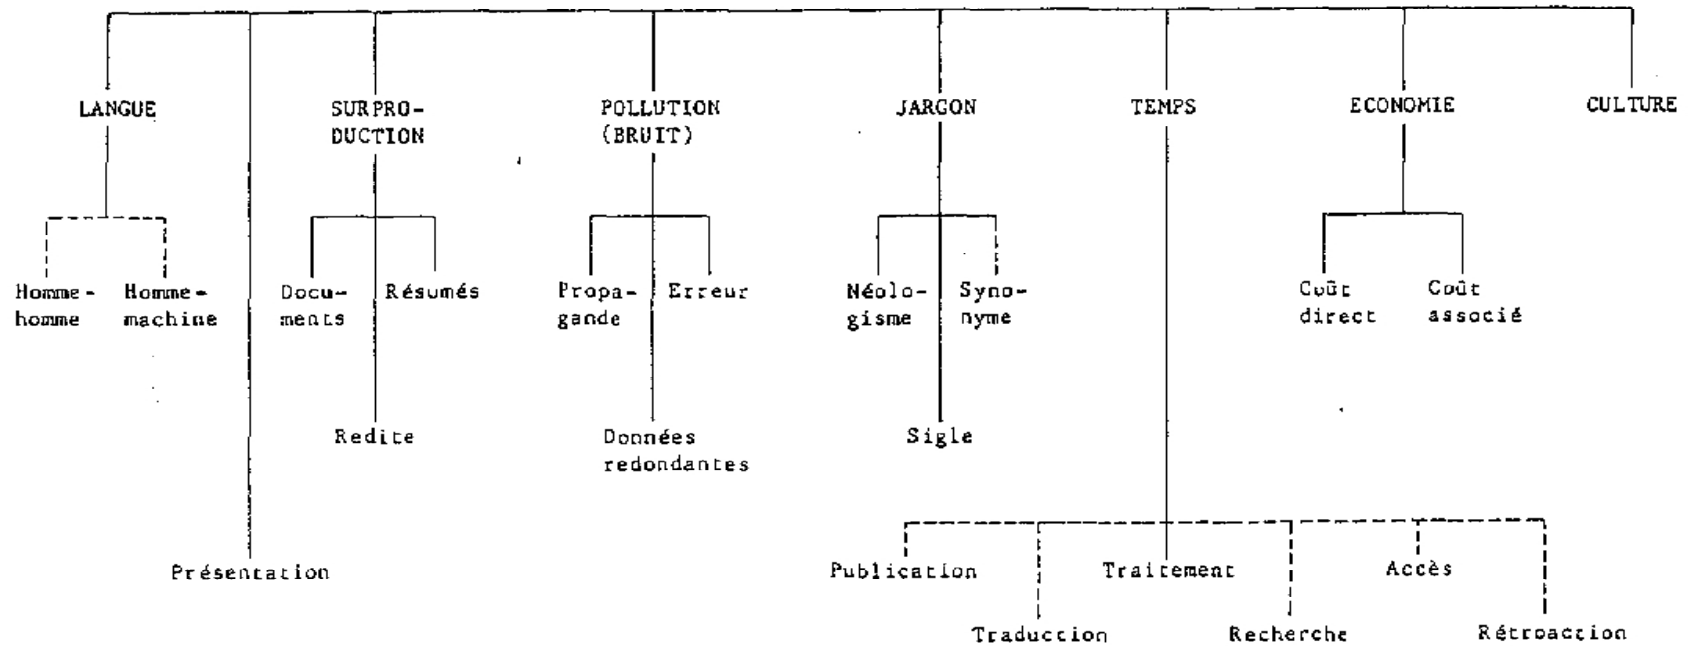 LANGUE
SURPRO-
DUCTION
POLLUTION
(BRUIT)
JARGON
TEMPS
ECONOMIE
CULTURE
Homme-
homme
Homme-
machine
Docu-
ments
Résumés
Propa-
gande
Erreur
Néolo-
gisme
Syno-
nyme
Coût
direct
Coût
associé
Redite
Données
redondantes
Sigle
Présentation
Publication
Traitement
Accès
Traduction
Recherche
Rétroaction